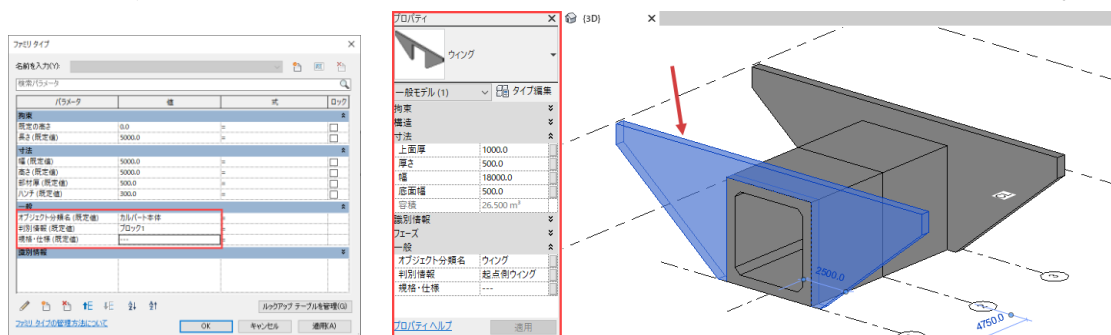 ファミリ タイプ
名前を入力(Y):
検索パラメータ
パラメータ 値 式 ロック
拘束
既定の高さ 0.0 =
長さ (既定値) 5000.0 =
寸法
幅 (既定値) 5000.0 =
高さ (既定値) 5000.0 =
部材厚 (既定値) 500.0 =
ハンチ (既定値) 300.0 =
一般
オブジェクト分類名 (既定値) カルバート本体 =
判別情報 (既定値) ブロック1 =
規格・仕様 (既定値) --- =
識別情報
ルックアップ テーブルを管理(G)
ファミリ タイプの管理方法について
OK キャンセル 適用(A)
プロパティ
ウィング
一般モデル (1) タイプ編集
拘束
構造
寸法
上面厚 1000.0
厚さ 500.0
幅 18000.0
底面幅 500.0
容積 26.500 m³
識別情報
フェーズ
一般
オブジェクト分類名 ウィング
判別情報 起点側ウィング
規格・仕様 ---
プロパティ ヘルプ 適用
{3D}
2500.0
4750.0